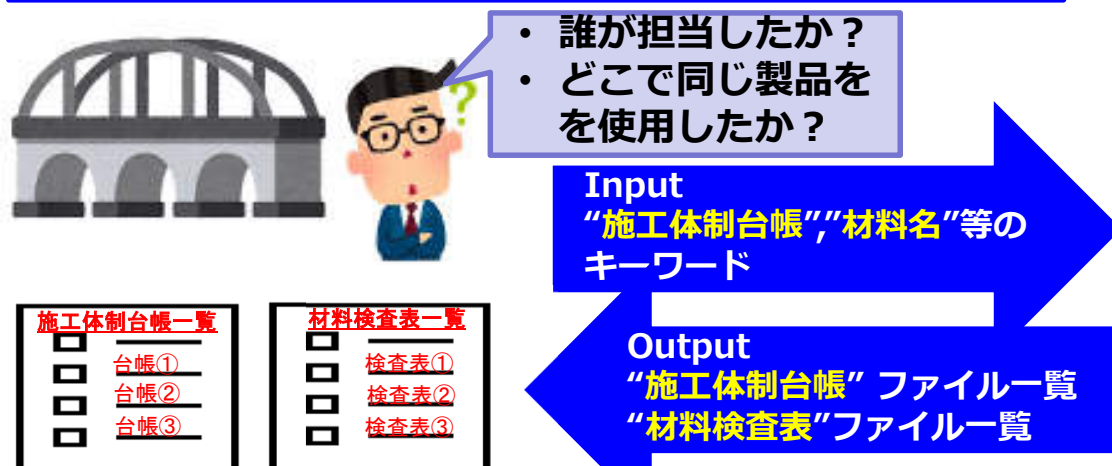 ・ 誰が担当したか？
・ どこで同じ製品を
を使用したか？
?
Input
“施工体制台帳”,”材料名”等の
キーワード
施工体制台帳一覧
台帳①
台帳②
台帳③
材料検査表一覧
検査表①
検査表②
検査表③
Output
“施工体制台帳” ファイル一覧
“材料検査表”ファイル一覧